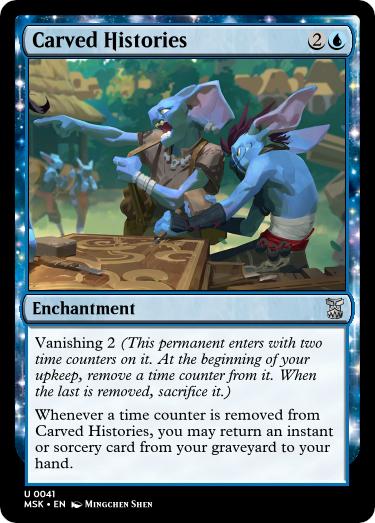 Carved Histories 2
Enchantment
Vanishing 2 (This permanent enters with two
time counters on it. At the beginning of your
upkeep, remove a time counter from it. When
the last is removed, sacrifice it.)
Whenever a time counter is removed from
Carved Histories, you may return an instant
or sorcery card from your graveyard to your
hand.
U 0041
MSK • EN Mingchen Shen